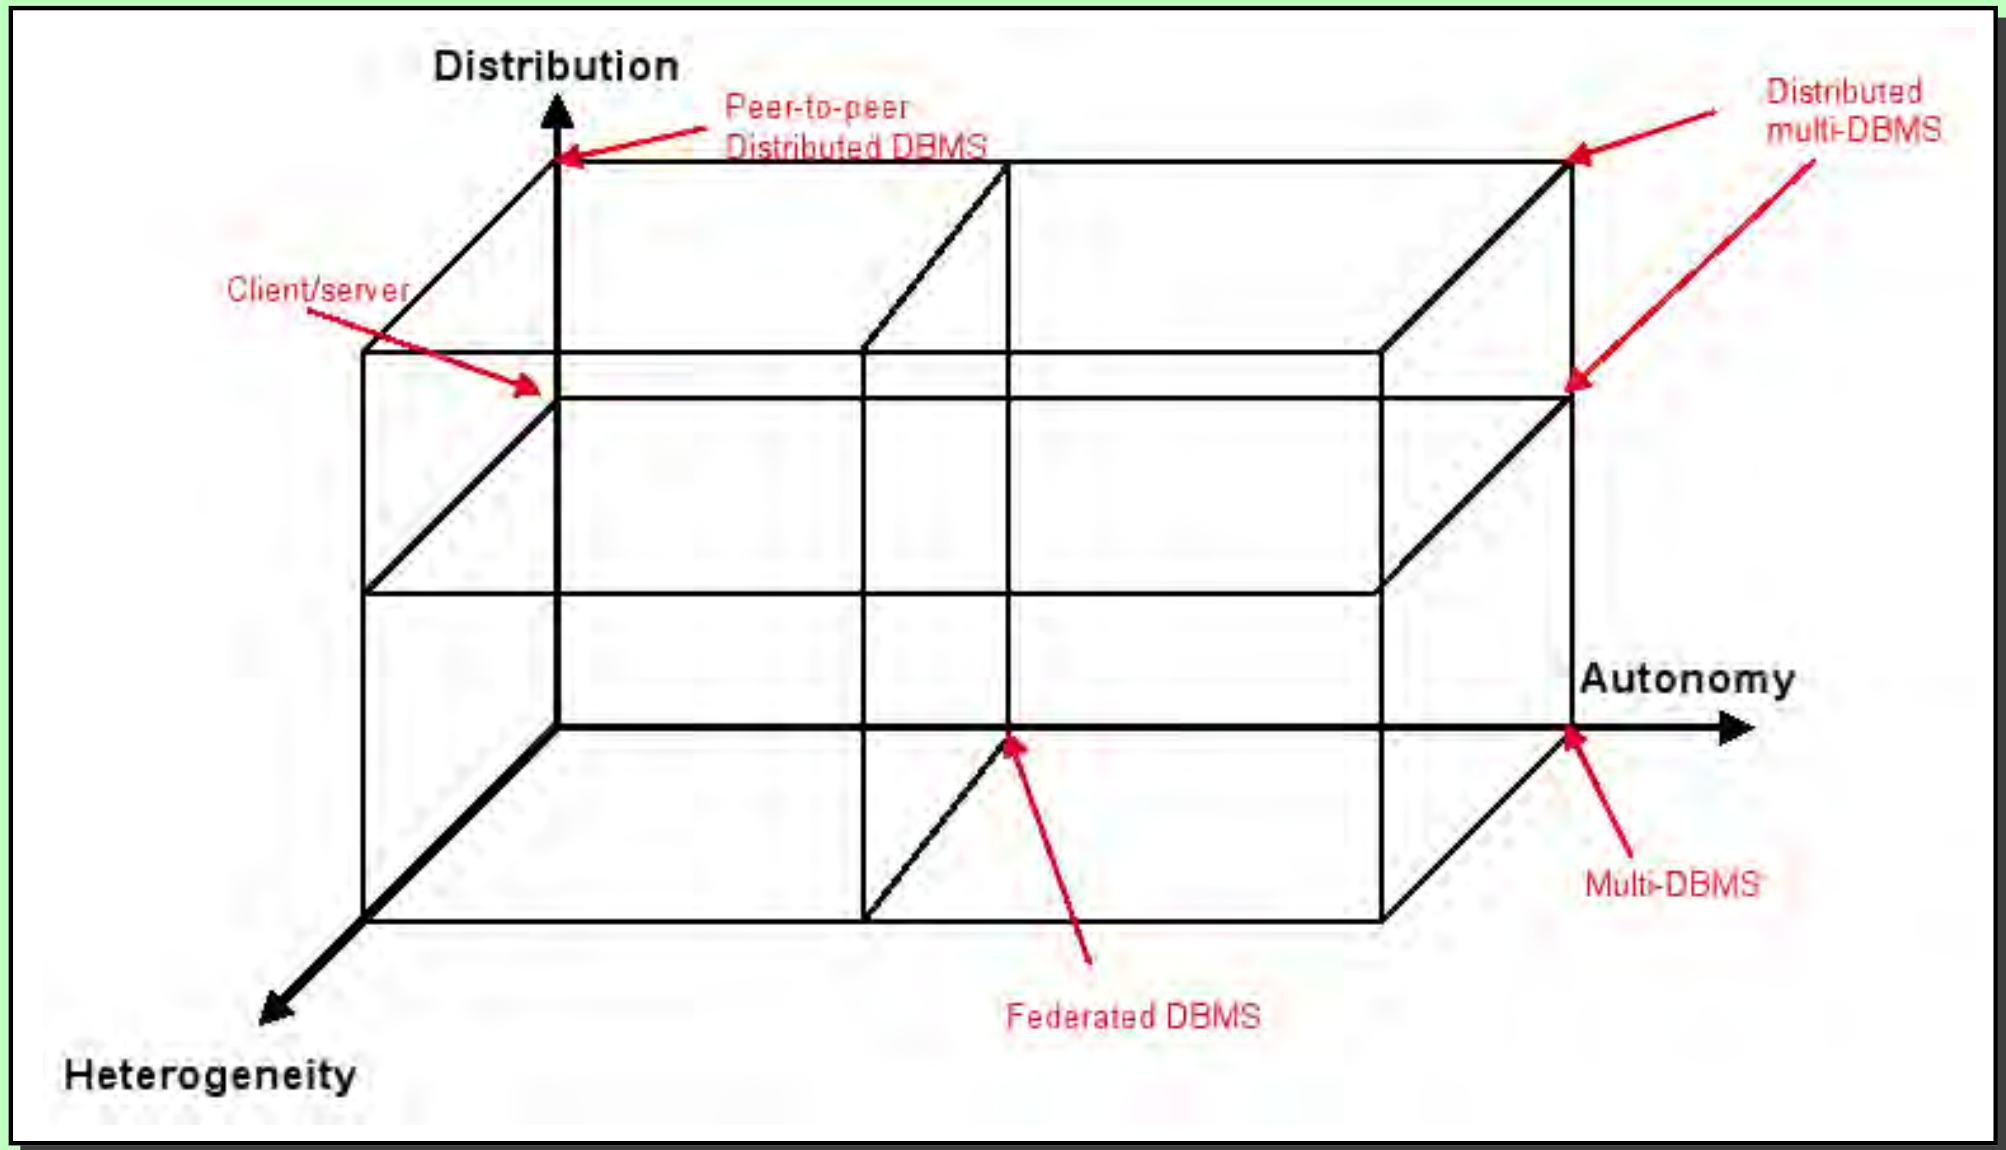 Distribution
Peer-to-peer
Distributed DBMS
Distributed
multi-DBMS
Client/server
Autonomy
Multi-DBMS
Federated DBMS
Heterogeneity